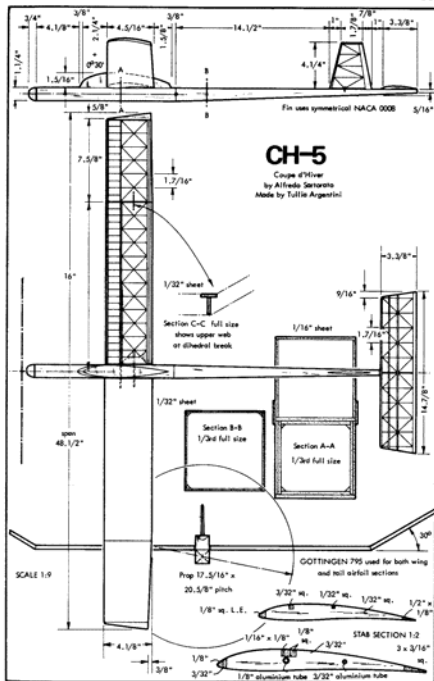 3/4"
4.1/8"
3/8"
2.1/4"
4.5/16"
3/8"
1.5/8"
14.1/2"
1"
7/8"
1.7/8"
1"
3.3/8"
1.1/4"
0°30'
+
1.5/16"
A
A
B
B
4.1/4"
5/16"
Fin uses symmetrical NACA 0008
5/8"
7.5/8"
1.7/16"
16"
CH-5
Coupe d'Hiver
by Alfredo Sartorato
Made by Tullio Argentini
1/32" sheet
Section C-C full size
shows upper web
at dihedral break
3.3/8"
9/16"
1.7/16"
14.7/8"
1/16" sheet
1/32" sheet
Section B-B
1/3rd full size
Section A-A
1/3rd full size
span
48.1/2"
30°
SCALE 1:9
Prop 17.5/16" x
20.5/8" pitch
GOTTINGEN 795 used for both wing
and tail airfoil sections
3/32" sq.
1/32" sq.
1/32" sq.
1/2" x
1/8"
1/8" sq. L.E.
STAB SECTION 1:2
1/16" x 1/8"
1/8"
sq.
3/32"
3 x 3/16"
sq.
1/8"
3/32"
1/8" aluminium tube
3/32" aluminium tube
4.1/8"
3/8"